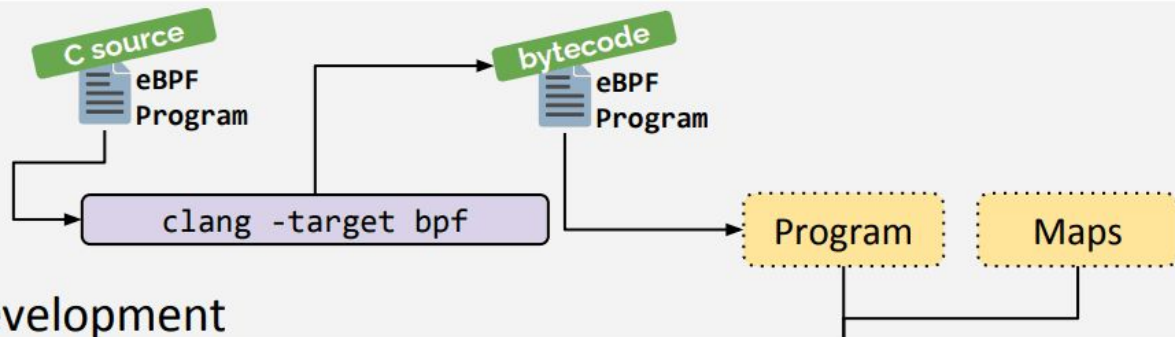 C source
eBPF
Program
bytecode
eBPF
Program
clang -target bpf
Program
Maps
velopment